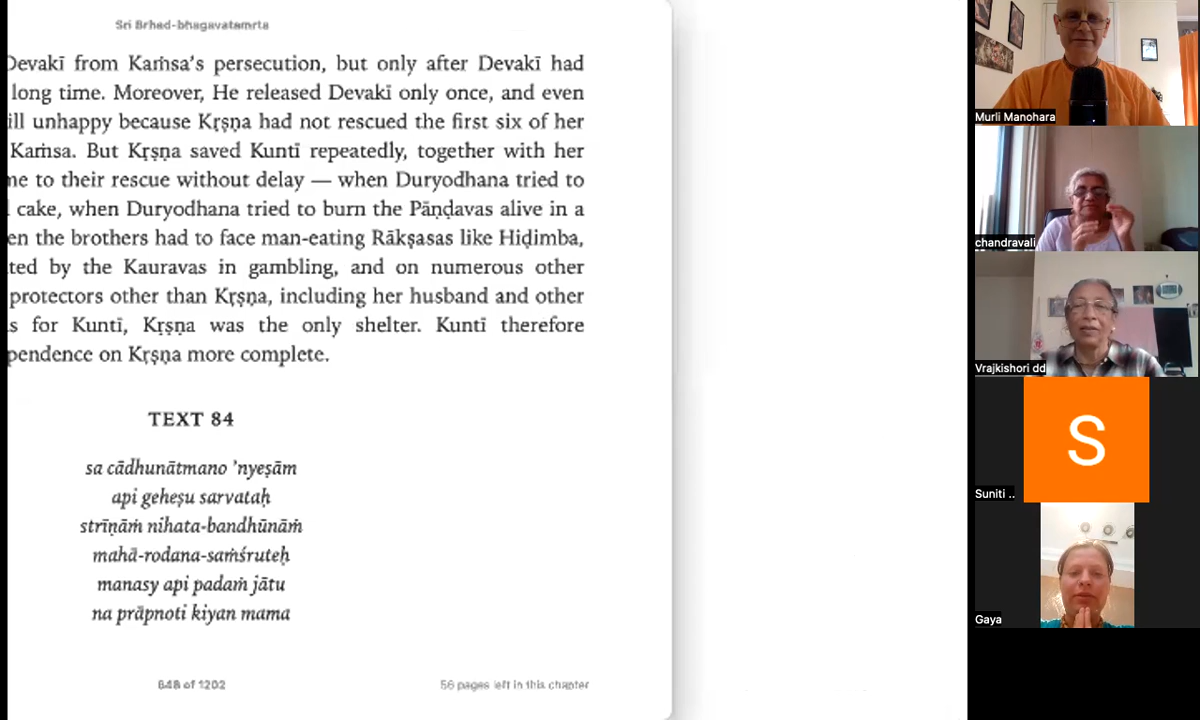 Sri Brhad-bhagavatamrta
Devakī from Kaṁsa's persecution, but only after Devakī had
long time. Moreover, He released Devakī only once, and even
ill unhappy because Kṛṣṇa had not rescued the first six of her
Kaṁsa. But Kṛṣṇa saved Kuntī repeatedly, together with her
me to their rescue without delay — when Duryodhana tried to
cake, when Duryodhana tried to burn the Pāṇḍavas alive in a
en the brothers had to face man-eating Rākṣasas like Hiḍimba,
ted by the Kauravas in gambling, and on numerous other
protectors other than Kṛṣṇa, including her husband and other
s for Kuntī, Kṛṣṇa was the only shelter. Kuntī therefore
pendence on Kṛṣṇa more complete.
TEXT 84
sa cādhunātmano 'nyeṣām
api geheṣu sarvataḥ
strīṇāṁ nihata-bandhūnāṁ
mahā-rodana-saṁśruteḥ
manasy api padaṁ jātu
na prāpnoti kiyan mama
648 of 1202
56 pages left in this chapter
Murli Manohara
chandravali
Vrajkishori dd
S
Suniti ..
Gaya